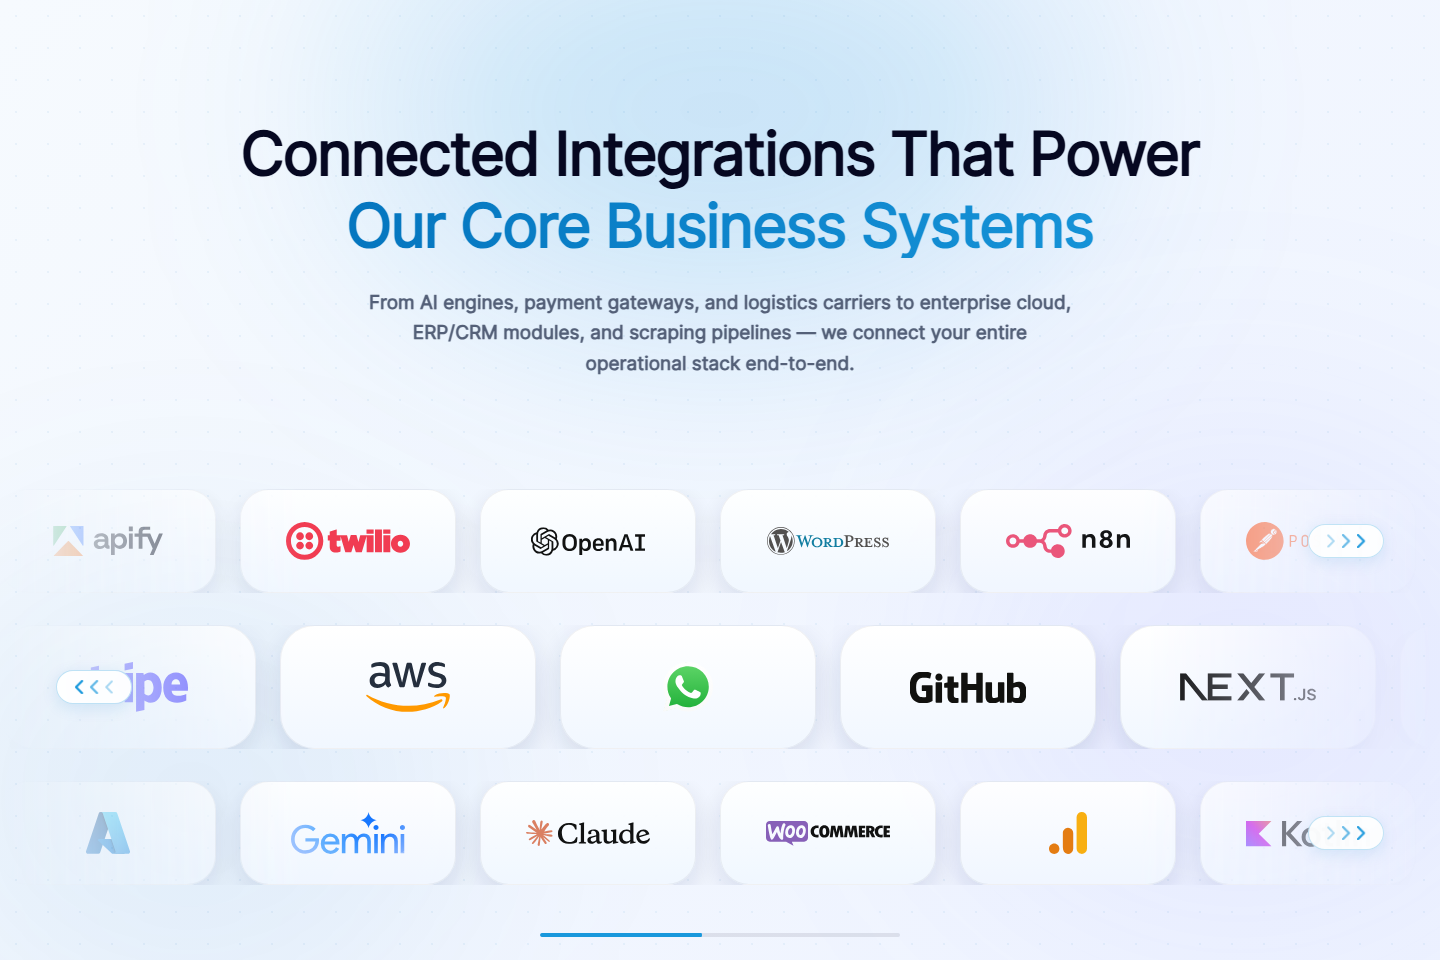 Connected Integrations That Power
Our Core Business Systems
From AI engines, payment gateways, and logistics carriers to enterprise cloud,
ERP/CRM modules, and scraping pipelines — we connect your entire
operational stack end-to-end.
apify
twilio
OpenAI
WORDPRESS
n8n
aws
GitHub
NEXT.JS
Gemini
Claude
WOO COMMERCE